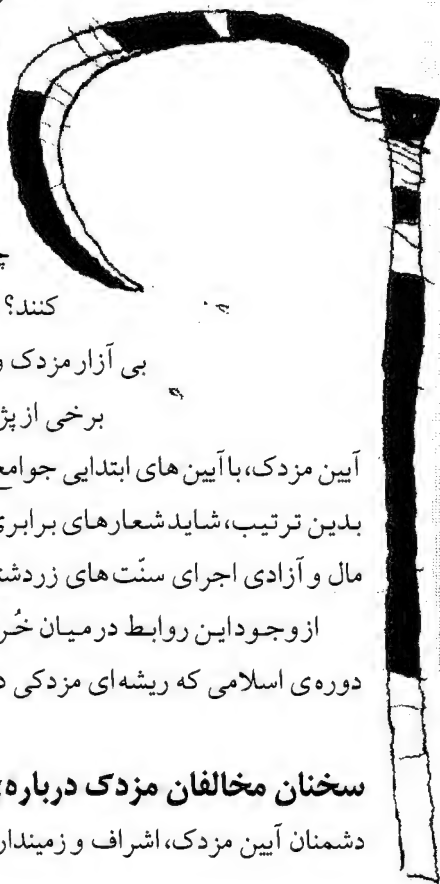 کنند؟
بی آزار مزدک و
برخی از پژ
آیین مزدک،با آیین های ابتدایی جوامع
بدین ترتیب،شاید شعارهای برابری
مال و آزادی اجرای سنّت های زردشت
از وجود این روابط در میان خُر
دوره‌ی اسلامی که ریشه‌ای مزدکی د
سخنان مخالفان مزدک درباره‌
دشمنان آیین مزدک، اشراف و زمیندار